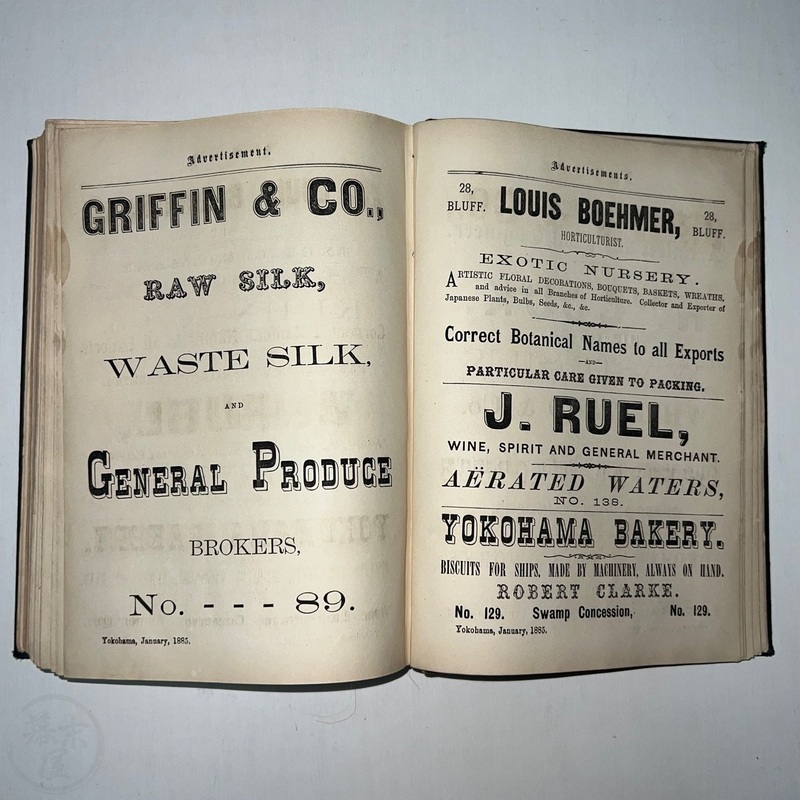 Advertisement.
GRIFFIN & CO.,
RAW SILK,
WASTE SILK,
AND
GENERAL PRODUCE
BROKERS,
No. - - - 89.
Yokohama, January, 1885.
Advertisements.
28, BLUFF. LOUIS BOEHMER, 28, BLUFF.
HORTICULTURIST.
EXOTIC NURSERY.
ARTISTIC FLORAL DECORATIONS, BOUQUETS, BASKETS, WREATHS,
and advice in all Branches of Horticulture. Collector and Exporter of
Japanese Plants, Bulbs, Seeds, &c., &c.
Correct Botanical Names to all Exports
—AND—
PARTICULAR CARE GIVEN TO PACKING.
J. RUEL,
WINE, SPIRIT AND GENERAL MERCHANT.
AËRATED WATERS,
NO. 138.
YOKOHAMA BAKERY.
BISCUITS FOR SHIPS, MADE BY MACHINERY, ALWAYS ON HAND.
ROBERT CLARKE.
No. 129. Swamp Concession, No. 129.
Yokohama, January, 1885.
幕末屋